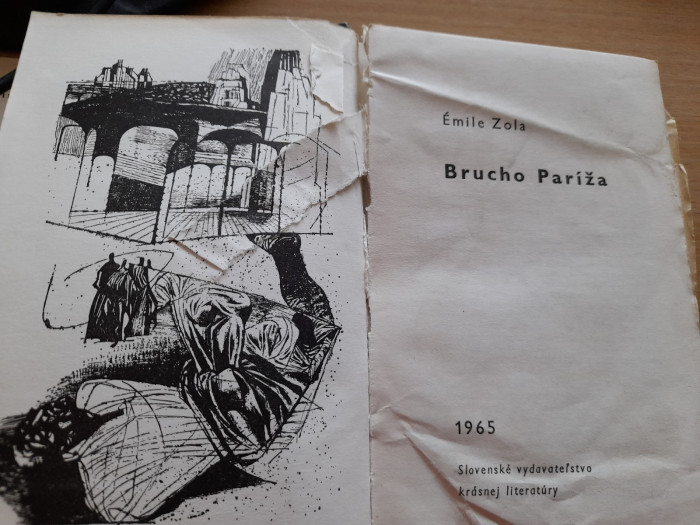 Émile Zola
Brucho Paríža
1965
Slovenské vydavateľstvo
krásnej literatúry